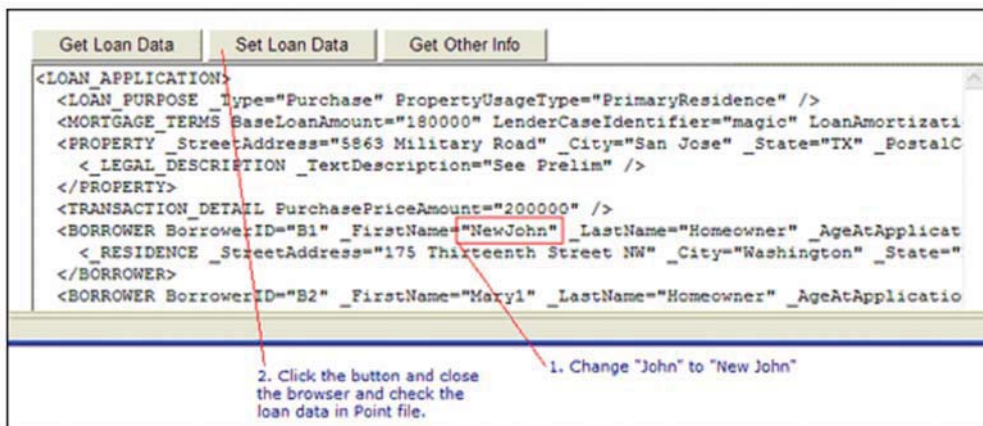 Get Loan Data Set Loan Data Get Other Info
<LOAN_APPLICATION>
<LOAN_PURPOSE _Type="Purchase" PropertyUsageType="PrimaryResidence" />
<MORTGAGE_TERMS BaseLoanAmount="180000" LenderCaseIdentifier="magic" LoanAmortizati
<PROPERTY _StreetAddress="5863 Military Road" _City="San Jose" _State="TX" _PostalC
<_LEGAL_DESCRIPTION _TextDescription="See Prelim" />
</PROPERTY>
<TRANSACTION_DETAIL PurchasePriceAmount="200000" />
<BORROWER BorrowerID="B1" _FirstName="NewJohn" _LastName="Homeowner" _AgeAtApplicat
<_RESIDENCE _StreetAddress="175 Thirteenth Street NW" _City="Washington" _State="
</BORROWER>
<BORROWER BorrowerID="B2" _FirstName="Mary1" _LastName="Homeowner" _AgeAtApplicatio
1. Change "John" to "New John"
2. Click the button and close
the browser and check the
loan data in Point file.